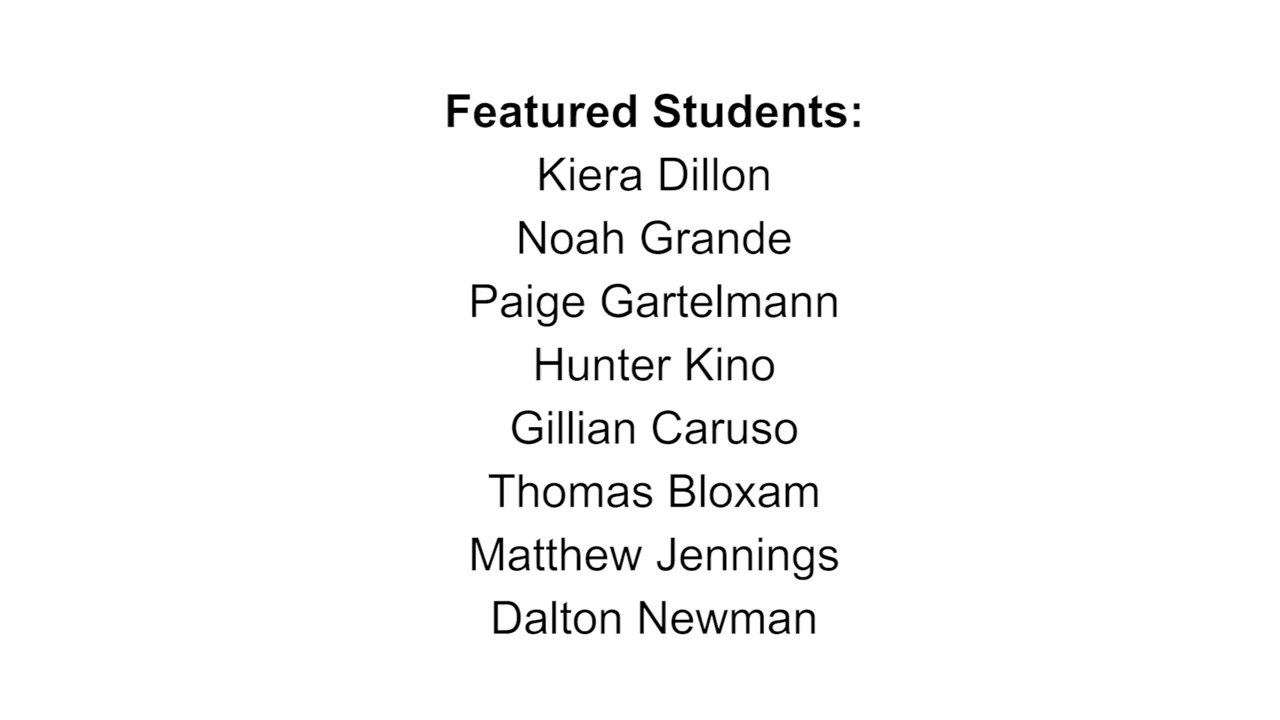 Featured Students:
Kiera Dillon
Noah Grande
Paige Gartelmann
Hunter Kino
Gillian Caruso
Thomas Bloxam
Matthew Jennings
Dalton Newman